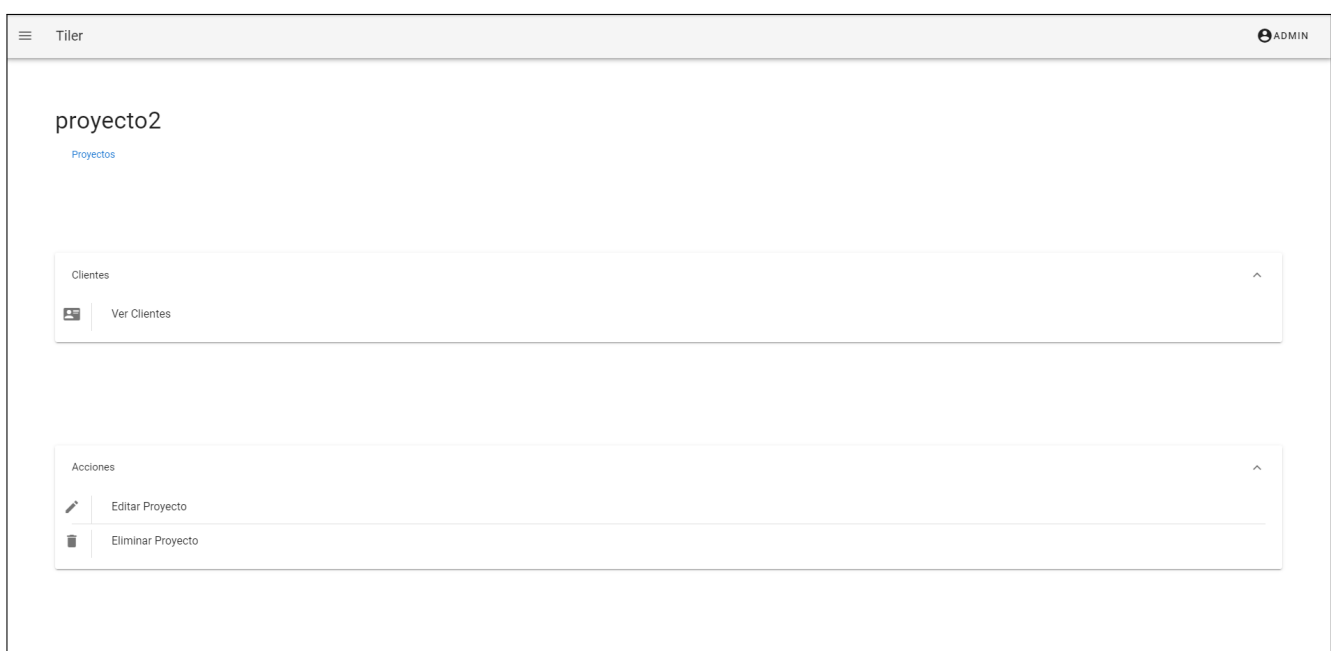 Tiler
ADMIN
proyecto2
Proyectos
Clientes
Ver Clientes
Acciones
Editar Proyecto
Eliminar Proyecto